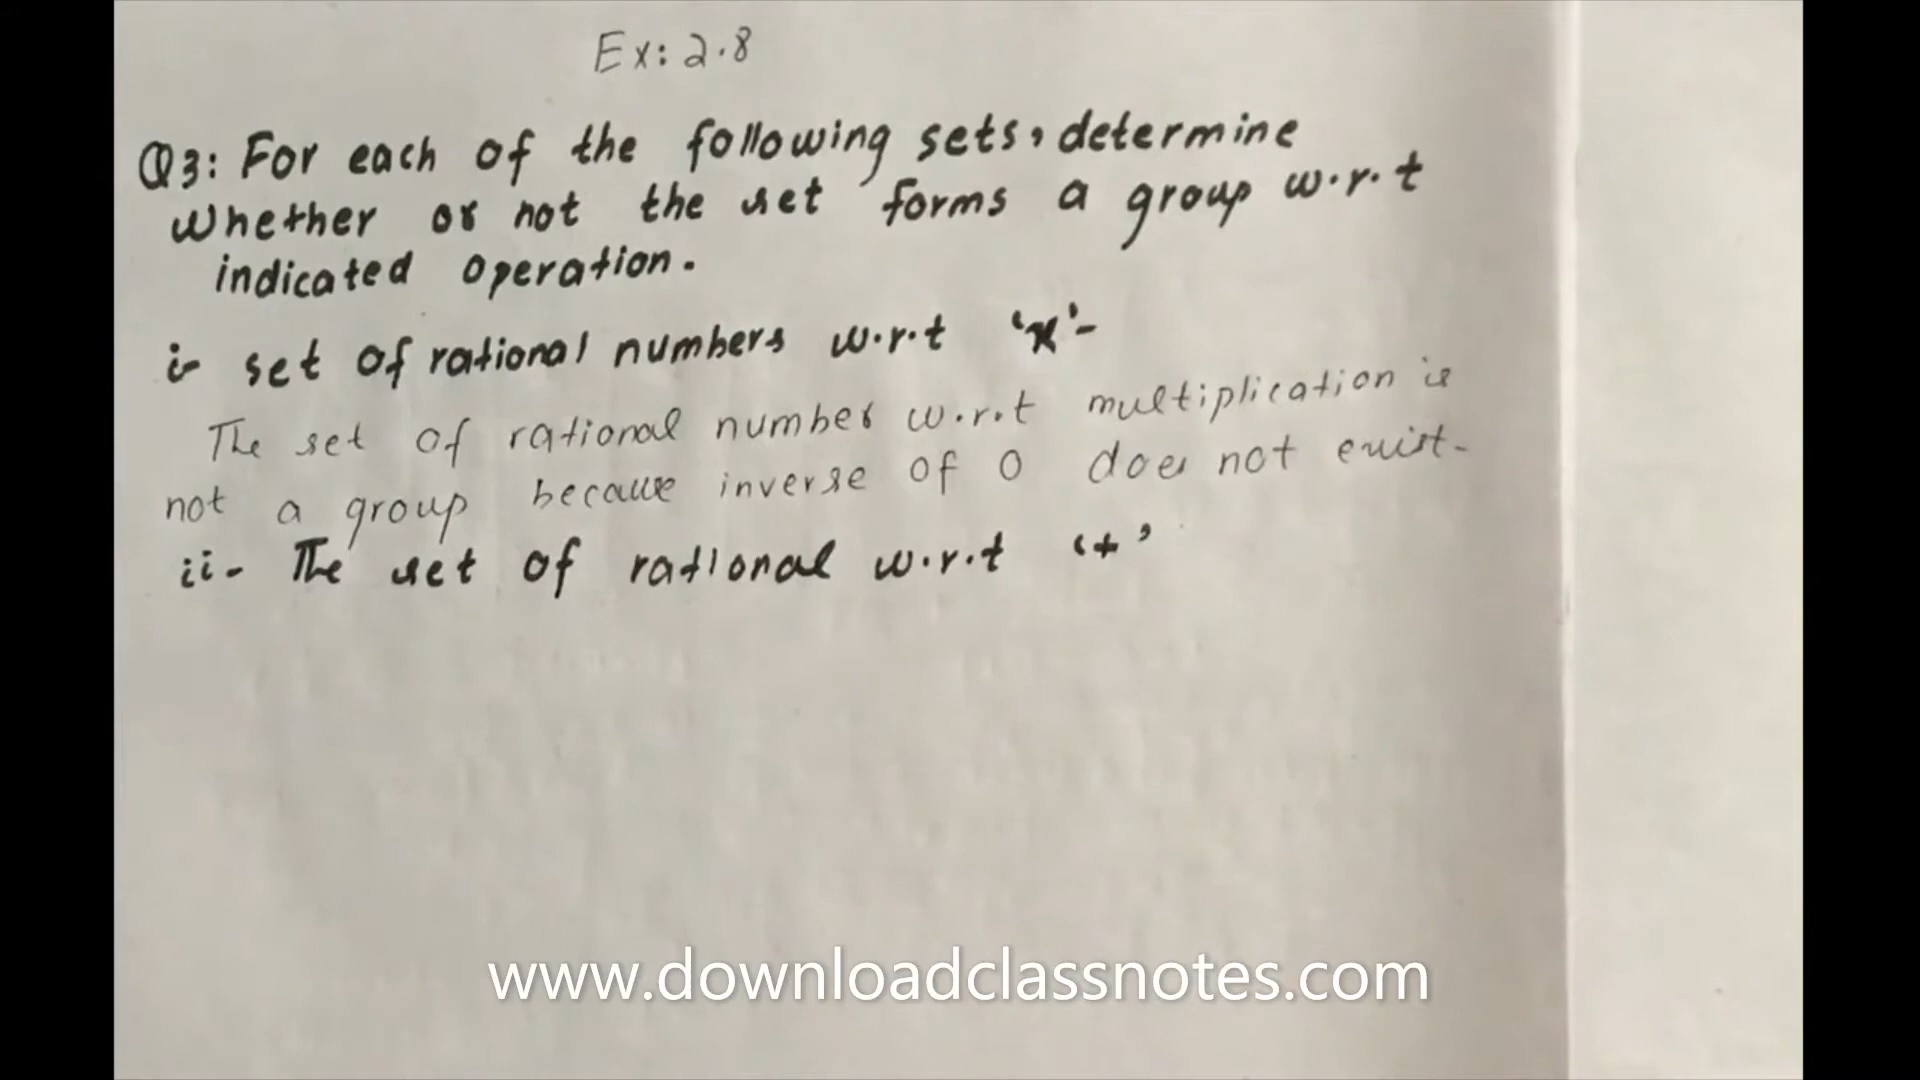 Ex: 2.8
Q3: For each of the following sets, determine
whether or not the set forms a group w.r.t
indicated operation.
i- set of rational numbers w.r.t 'x'-
The set of rational number w.r.t multiplication is
not a group because inverse of 0 does not exist-
ii- The set of rational w.r.t '+'
www.downloadclassnotes.com